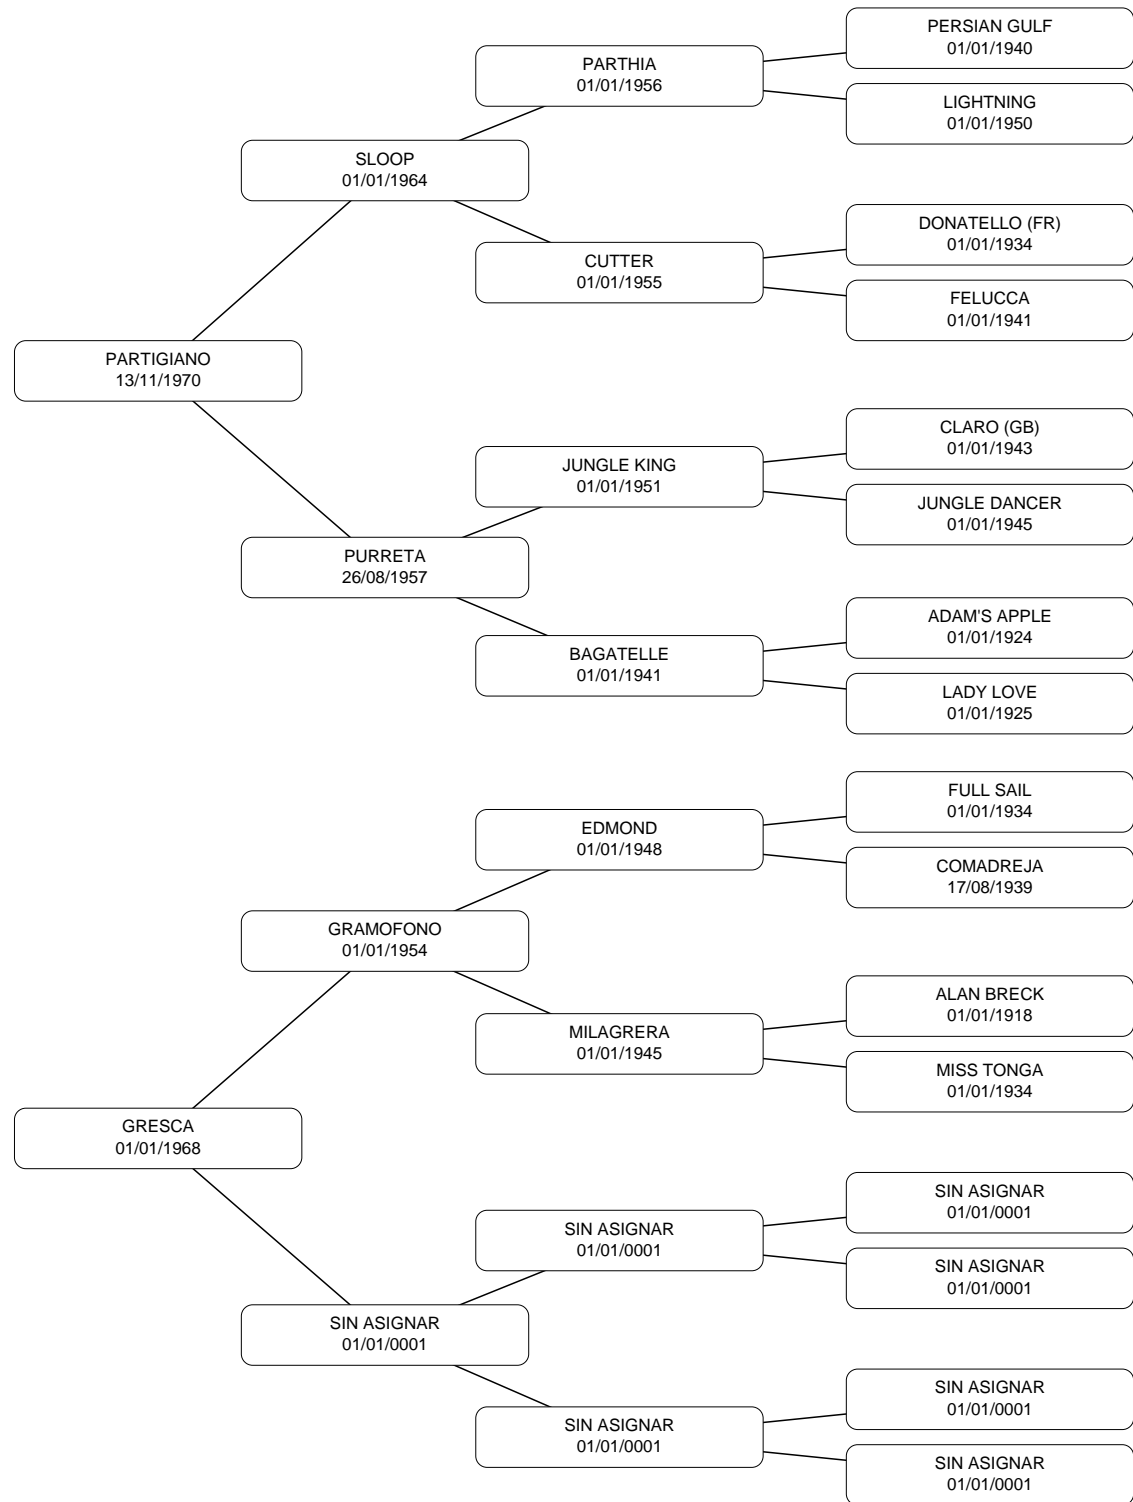 PERSIAN GULF
01/01/1940
PARTHIA
01/01/1956
LIGHTNING
01/01/1950
SLOOP
01/01/1964
DONATELLO (FR)
01/01/1934
CUTTER
01/01/1955
FELUCCA
01/01/1941
PARTIGIANO
13/11/1970
CLARO (GB)
01/01/1943
JUNGLE KING
01/01/1951
JUNGLE DANCER
01/01/1945
PURRETA
26/08/1957
ADAM'S APPLE
01/01/1924
BAGATELLE
01/01/1941
LADY LOVE
01/01/1925
FULL SAIL
01/01/1934
EDMOND
01/01/1948
COMADREJA
17/08/1939
GRAMOFONO
01/01/1954
ALAN BRECK
01/01/1918
MILAGRERA
01/01/1945
MISS TONGA
01/01/1934
GRESCA
01/01/1968
SIN ASIGNAR
01/01/0001
SIN ASIGNAR
01/01/0001
SIN ASIGNAR
01/01/0001
SIN ASIGNAR
01/01/0001
SIN ASIGNAR
01/01/0001
SIN ASIGNAR
01/01/0001
SIN ASIGNAR
01/01/0001